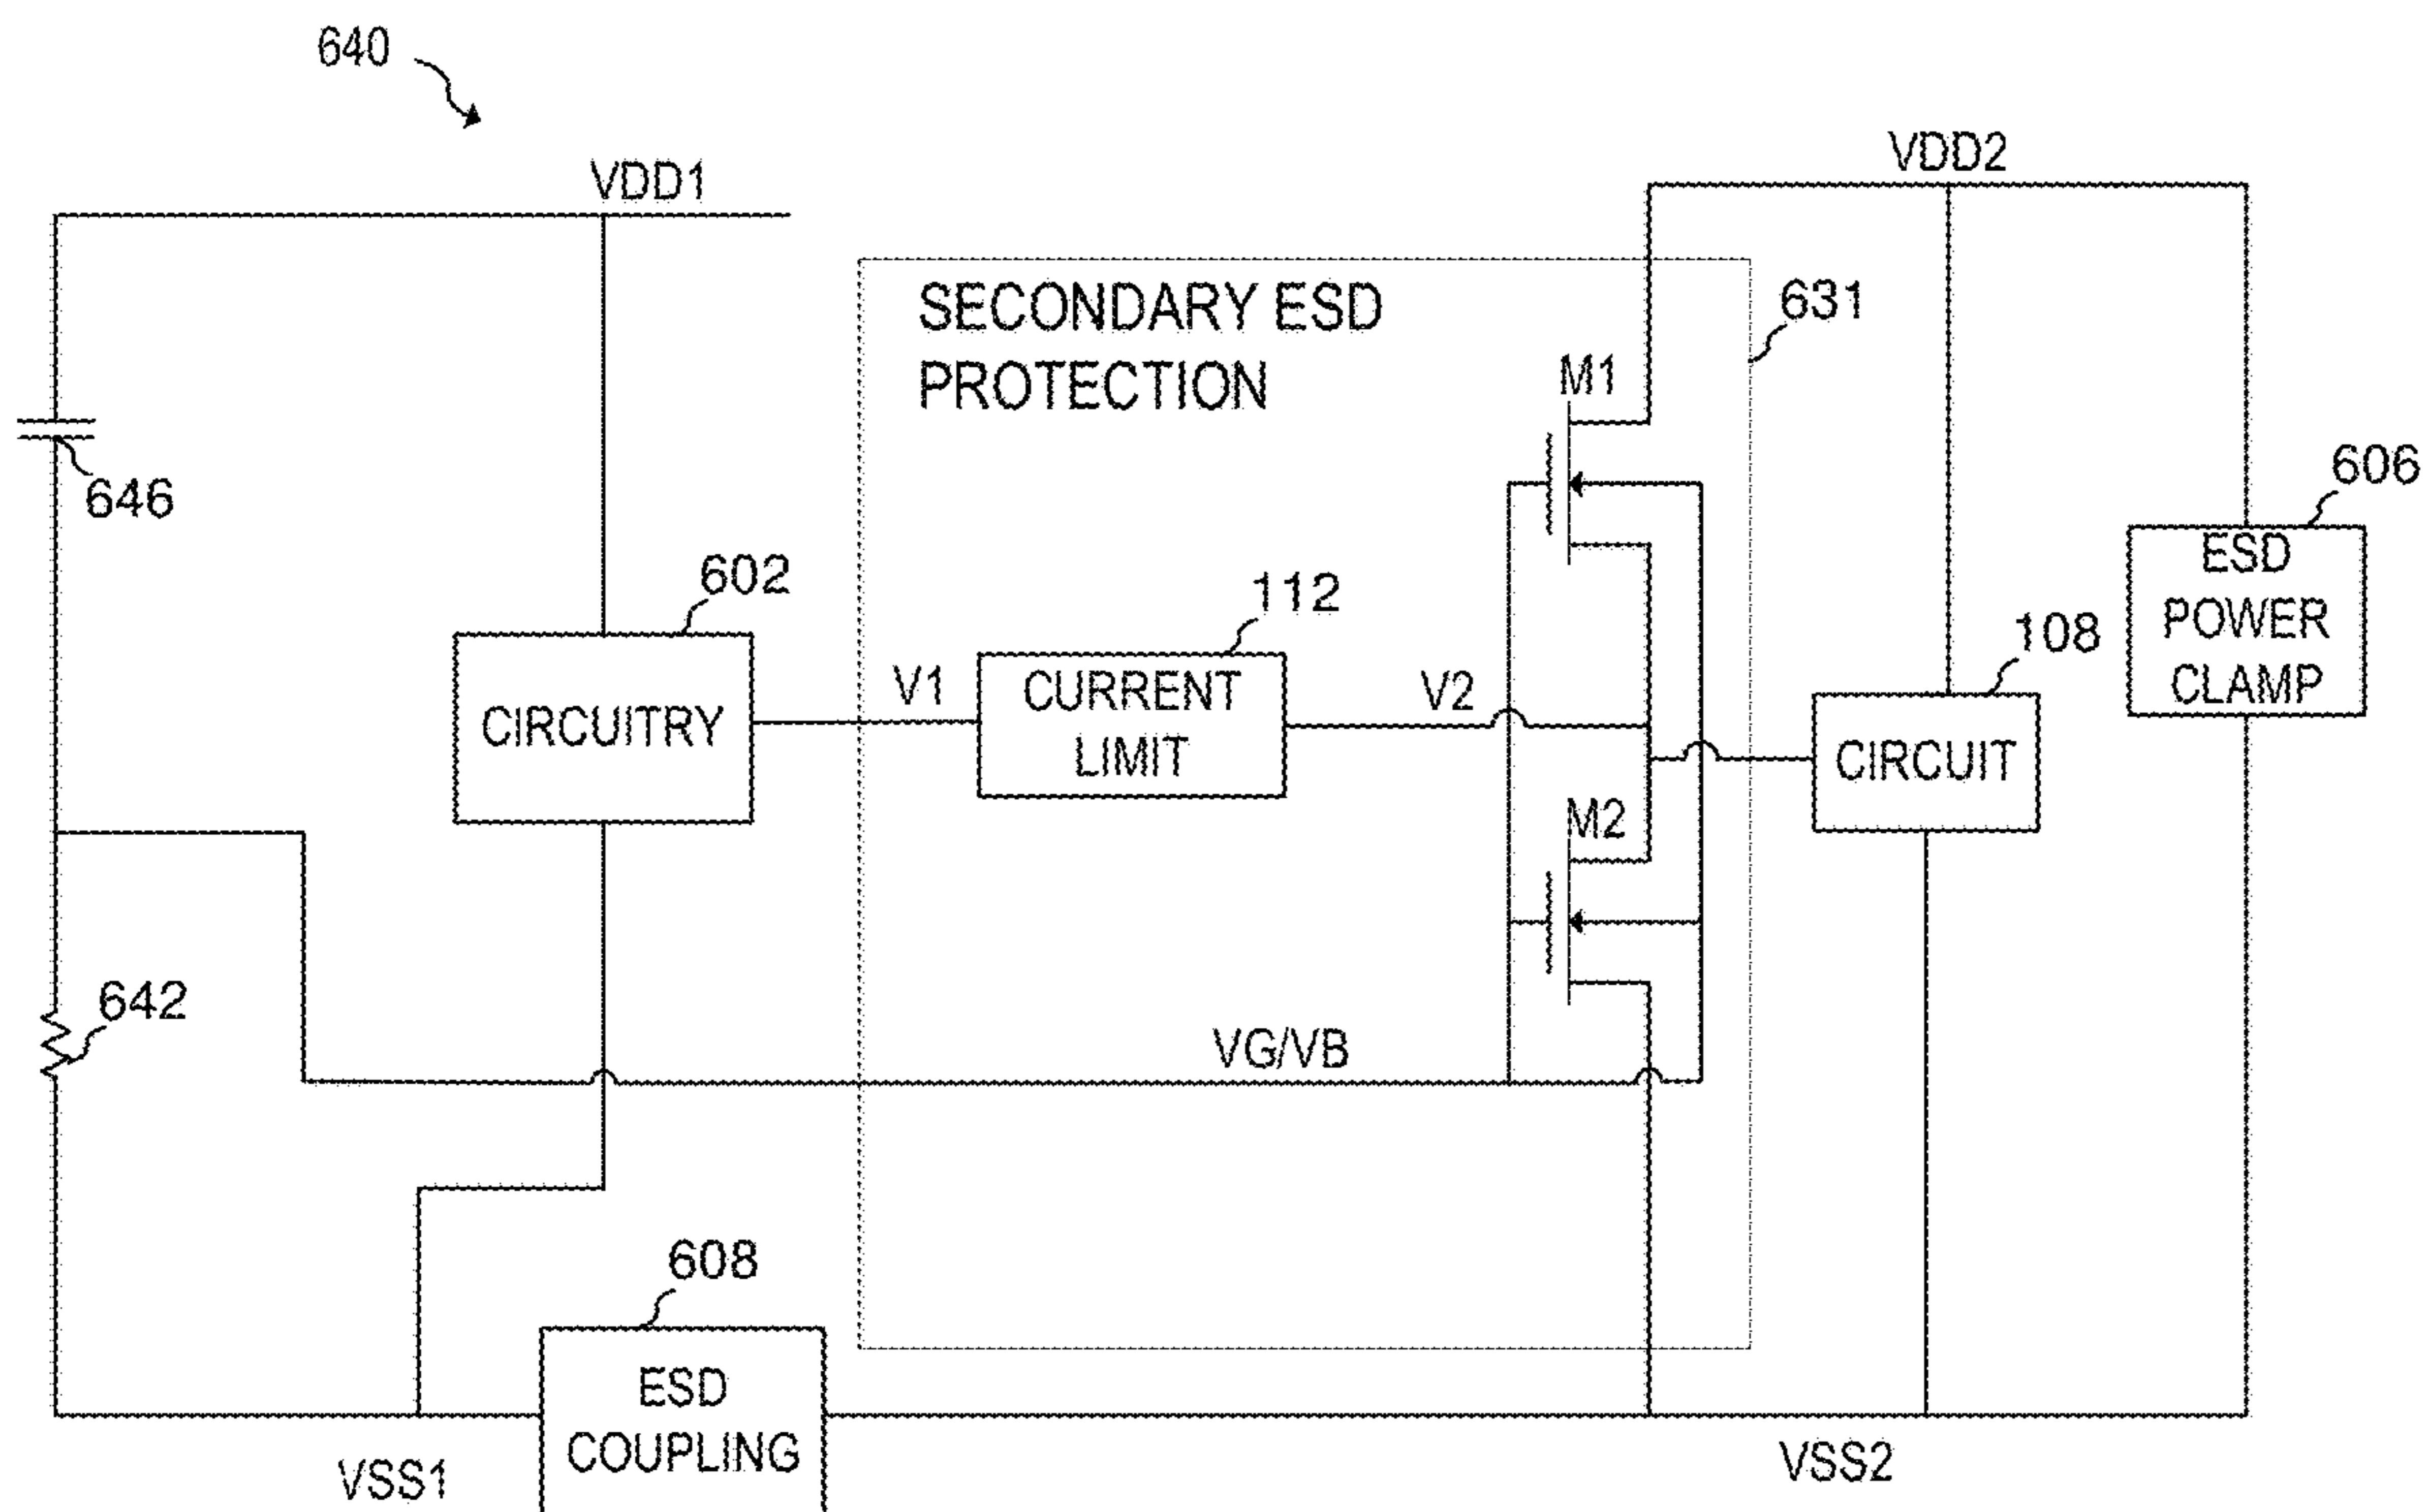 640
VDD1
VDD2
SECONDARY ESD
PROTECTION
631
M1
646
606
ESD
POWER
CLAMP
602
CIRCUITRY
V1
112
CURRENT
LIMIT
V2
108
CIRCUIT
M2
642
VG/VB
608
ESD
COUPLING
VSS1
VSS2